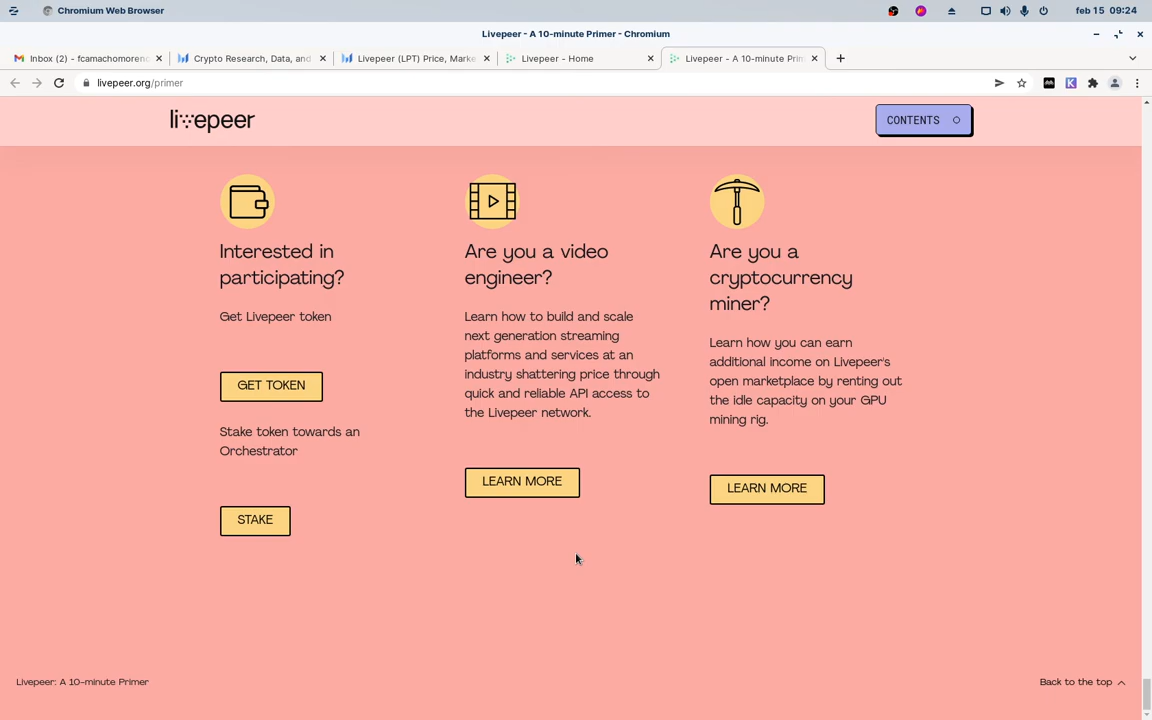 Chromium Web Browser
feb 15 09:24
Livepeer - A 10-minute Primer - Chromium
Inbox (2) - fcamachomoreno
Crypto Research, Data, and
Livepeer (LPT) Price, Marke
Livepeer - Home
Livepeer - A 10-minute Prim
livepeer.org/primer
livepeer
CONTENTS
Interested in
participating?
Get Livepeer token
GET TOKEN
Stake token towards an
Orchestrator
STAKE
Are you a video
engineer?
Learn how to build and scale
next generation streaming
platforms and services at an
industry shattering price through
quick and reliable API access to
the Livepeer network.
LEARN MORE
Are you a
cryptocurrency
miner?
Learn how you can earn
additional income on Livepeer's
open marketplace by renting out
the idle capacity on your GPU
mining rig.
LEARN MORE
Livepeer: A 10-minute Primer
Back to the top